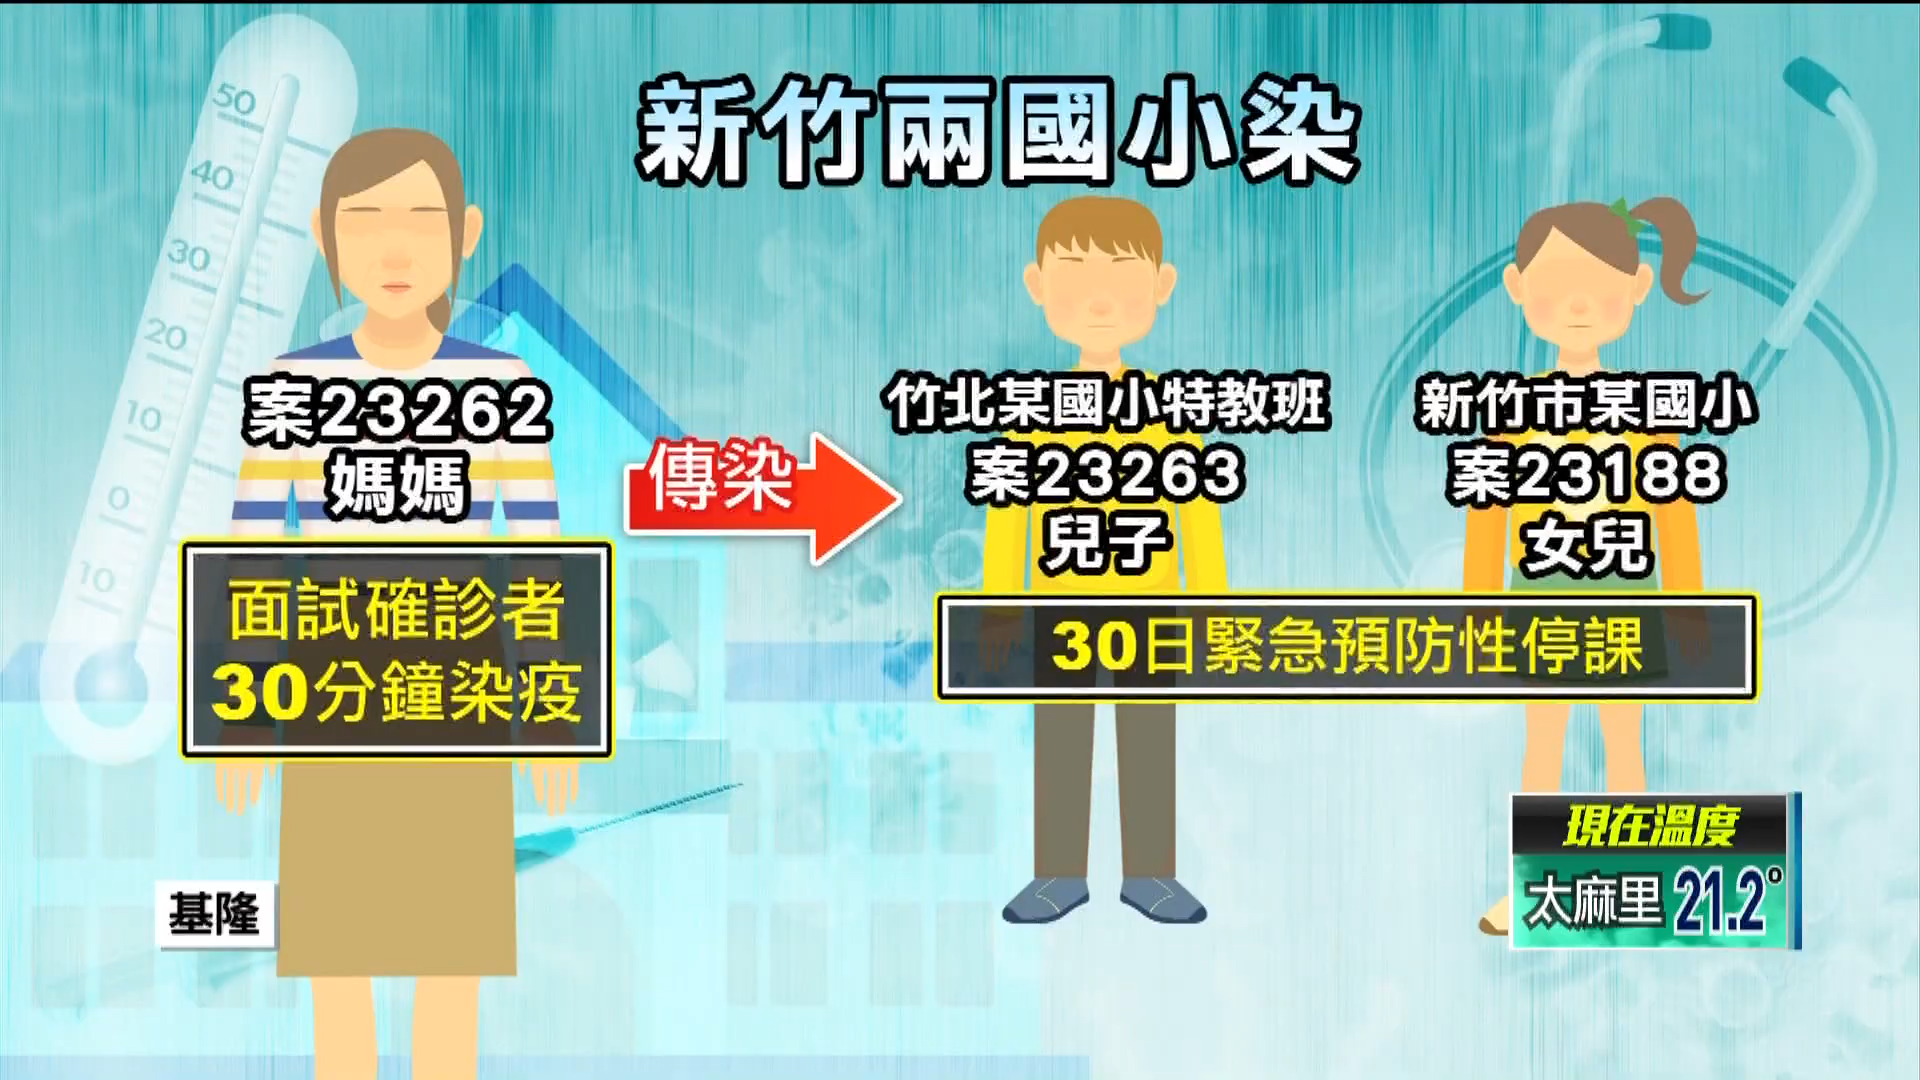 新竹兩國小染
50
40
30
20
10
0
10
案23262
媽媽
面試確診者
30分鐘染疫
傳染
竹北某國小特教班
案23263
兒子
新竹市某國小
案23188
女兒
30日緊急預防性停課
基隆
現在溫度
太麻里 21.2°